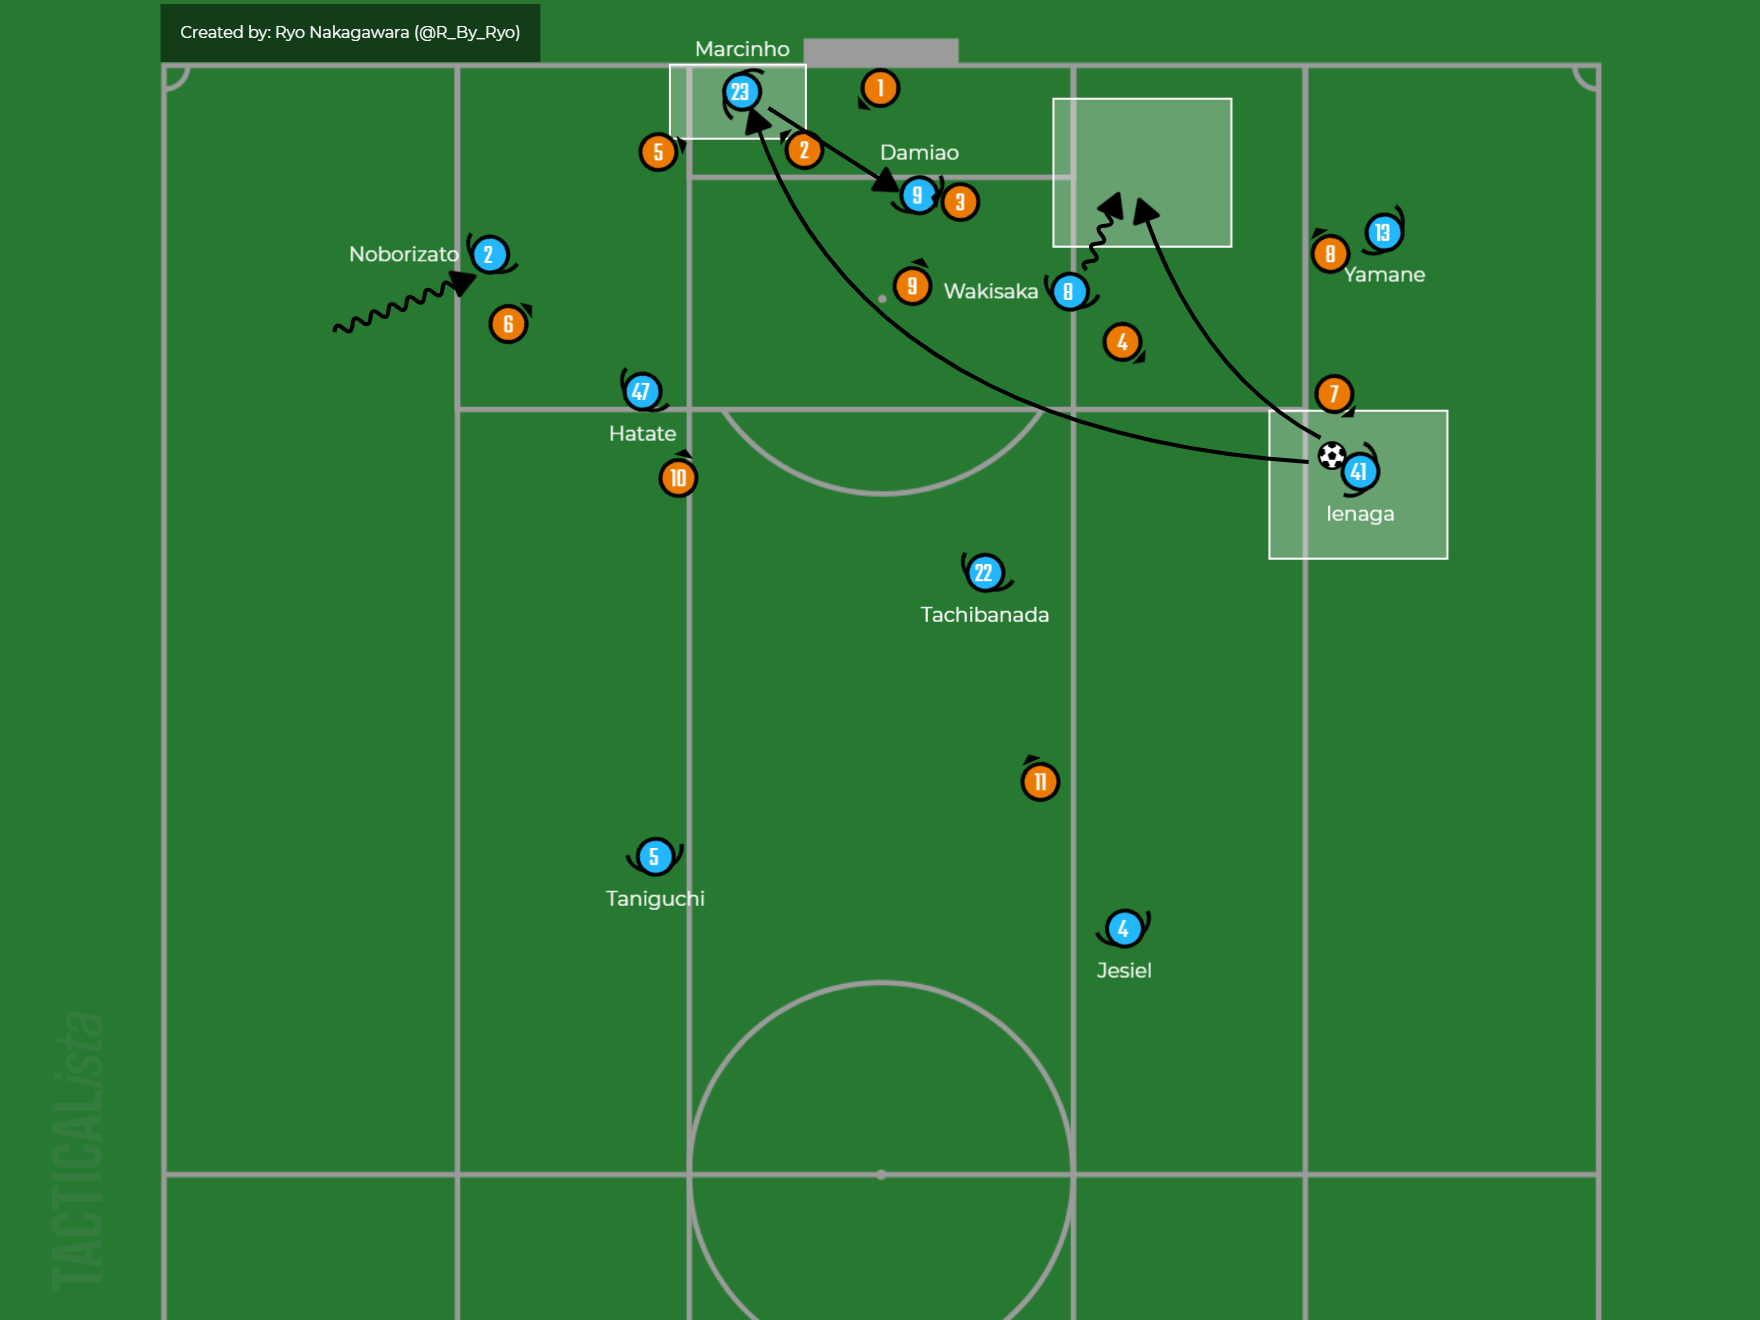 Created by: Ryo Nakagawara (@R_By_Ryo)
Marcinho
23
1
5
2
Damiao
9
3
Noborizato
2
13
8
Yamane
9
Wakisaka
8
6
4
47
7
Hatate
10
41
Ienaga
22
Tachibanada
11
5
Taniguchi
4
Jesiel
TACTICALista